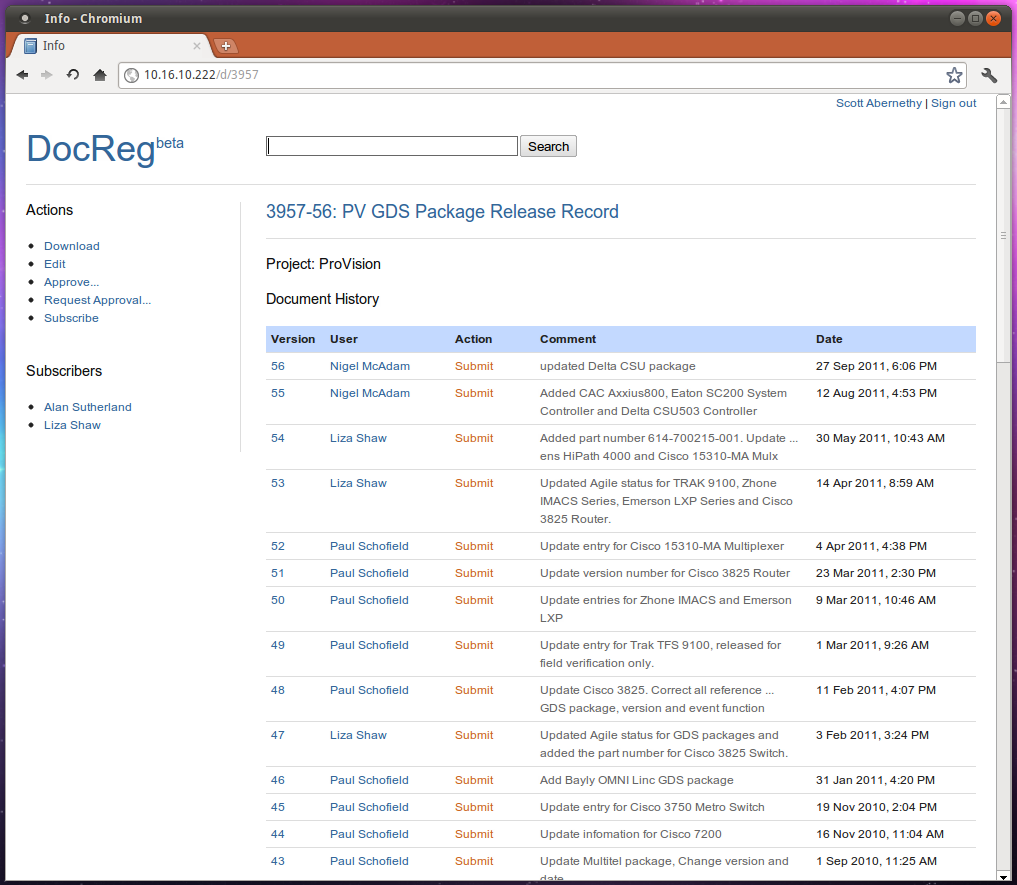 Info - Chromium
Info
10.16.10.222/d/3957
Scott Abernethy | Sign out
DocReg beta
Search
Actions
Download
Edit
Approve...
Request Approval...
Subscribe
Subscribers
Alan Sutherland
Liza Shaw
3957-56: PV GDS Package Release Record
Project: ProVision
Document History
Version User Action Comment Date
56 Nigel McAdam Submit updated Delta CSU package 27 Sep 2011, 6:06 PM
55 Nigel McAdam Submit Added CAC Axxius800, Eaton SC200 System 12 Aug 2011, 4:53 PM
Controller and Delta CSU503 Controller
54 Liza Shaw Submit Added part number 614-700215-001. Update ... 30 May 2011, 10:43 AM
ens HiPath 4000 and Cisco 15310-MA Mulx
53 Liza Shaw Submit Updated Agile status for TRAK 9100, Zhone 14 Apr 2011, 8:59 AM
IMACS Series, Emerson LXP Series and Cisco
3825 Router.
52 Paul Schofield Submit Update entry for Cisco 15310-MA Multiplexer 4 Apr 2011, 4:38 PM
51 Paul Schofield Submit Update version number for Cisco 3825 Router 23 Mar 2011, 2:30 PM
50 Paul Schofield Submit Update entries for Zhone IMACS and Emerson 9 Mar 2011, 10:46 AM
LXP
49 Paul Schofield Submit Update entry for Trak TFS 9100, released for 1 Mar 2011, 9:26 AM
field verification only.
48 Paul Schofield Submit Update Cisco 3825. Correct all reference ... 11 Feb 2011, 4:07 PM
GDS package, version and event function
47 Liza Shaw Submit Updated Agile status for GDS packages and 3 Feb 2011, 3:24 PM
added the part number for Cisco 3825 Switch.
46 Paul Schofield Submit Add Bayly OMNI Linc GDS package 31 Jan 2011, 4:20 PM
45 Paul Schofield Submit Update entry for Cisco 3750 Metro Switch 19 Nov 2010, 2:04 PM
44 Paul Schofield Submit Update infomation for Cisco 7200 16 Nov 2010, 11:04 AM
43 Paul Schofield Submit Update Multitel package, Change version and 1 Sep 2010, 11:25 AM
date